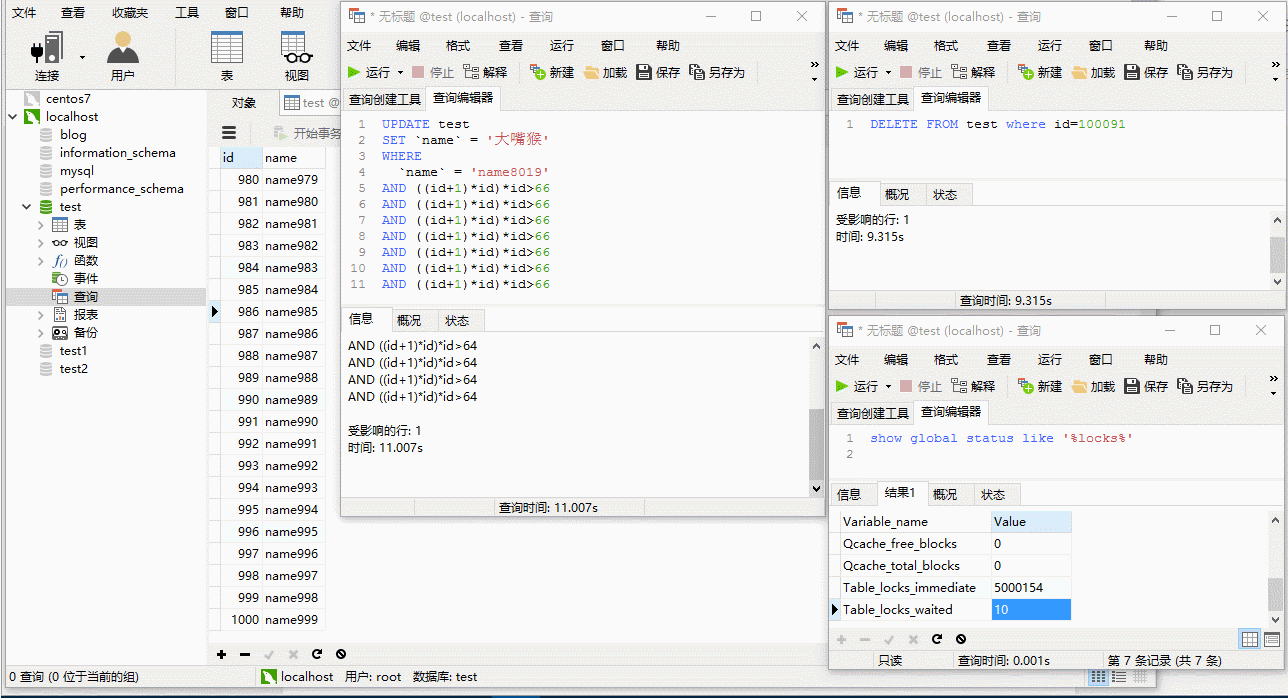 文件 查看 收藏夹 工具 窗口 帮助
连接 用户 表 视图
centos7
localhost
blog
information_schema
mysql
performance_schema
test
表
视图
f() 函数
事件
查询
报表
备份
test1
test2
对象 test @
开始事务
id name
980 name979
981 name980
982 name981
983 name982
984 name983
985 name984
986 name985
987 name986
988 name987
989 name988
990 name989
991 name990
992 name991
993 name992
994 name993
995 name994
996 name995
997 name996
998 name997
999 name998
1000 name999
0 查询 (0 位于当前的组) localhost 用户: root 数据库: test
* 无标题 @test (localhost) - 查询
文件 编辑 格式 查看 运行 窗口 帮助
运行 停止 解释 新建 加载 保存 另存为 »
查询创建工具 查询编辑器
1 UPDATE test
2 SET `name` = '大嘴猴'
3 WHERE
4 `name` = 'name8019'
5 AND ((id+1)*id)*id>66
6 AND ((id+1)*id)*id>66
7 AND ((id+1)*id)*id>66
8 AND ((id+1)*id)*id>66
9 AND ((id+1)*id)*id>66
10 AND ((id+1)*id)*id>66
11 AND ((id+1)*id)*id>66
信息 概况 状态
AND ((id+1)*id)*id>64
AND ((id+1)*id)*id>64
AND ((id+1)*id)*id>64
AND ((id+1)*id)*id>64
受影响的行: 1
时间: 11.007s
查询时间: 11.007s
* 无标题 @test (localhost) - 查询
文件 编辑 格式 查看 运行 窗口 帮助
运行 停止 解释 新建 加载 保存 另存为 »
查询创建工具 查询编辑器
1 DELETE FROM test where id=100091
信息 概况 状态
受影响的行: 1
时间: 9.315s
查询时间: 9.315s
* 无标题 @test (localhost) - 查询
文件 编辑 格式 查看 运行 窗口 帮助
运行 停止 解释 新建 加载 保存 另存为 »
查询创建工具 查询编辑器
1 show global status like '%locks%'
2
信息 结果1 概况 状态
Variable_name Value
Qcache_free_blocks 0
Qcache_total_blocks 0
Table_locks_immediate 5000154
Table_locks_waited 10
只读 查询时间: 0.001s 第 7 条记录 (共 7 条)